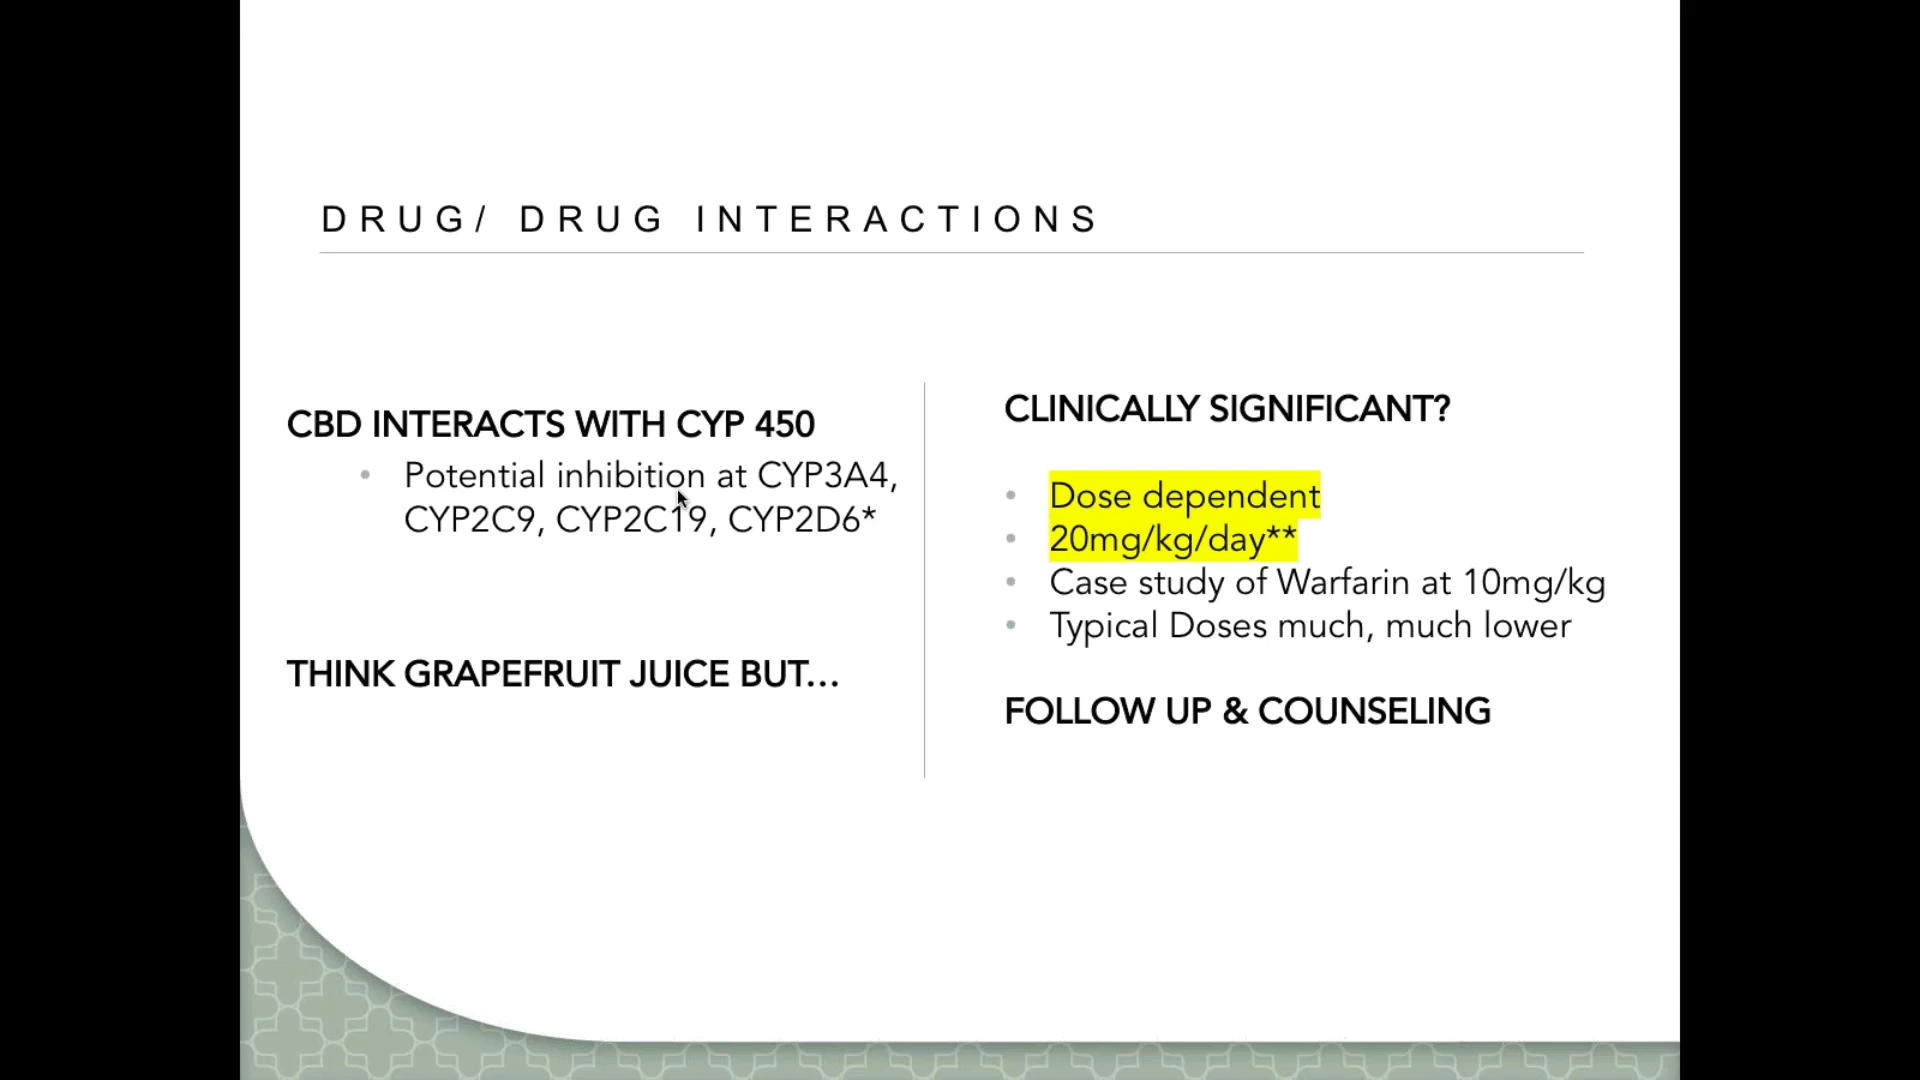 DRUG/ DRUG INTERACTIONS
CBD INTERACTS WITH CYP 450
• Potential inhibition at CYP3A4,
CYP2C9, CYP2C19, CYP2D6*
THINK GRAPEFRUIT JUICE BUT...
CLINICALLY SIGNIFICANT?
• Dose dependent
• 20mg/kg/day**
• Case study of Warfarin at 10mg/kg
• Typical Doses much, much lower
FOLLOW UP & COUNSELING